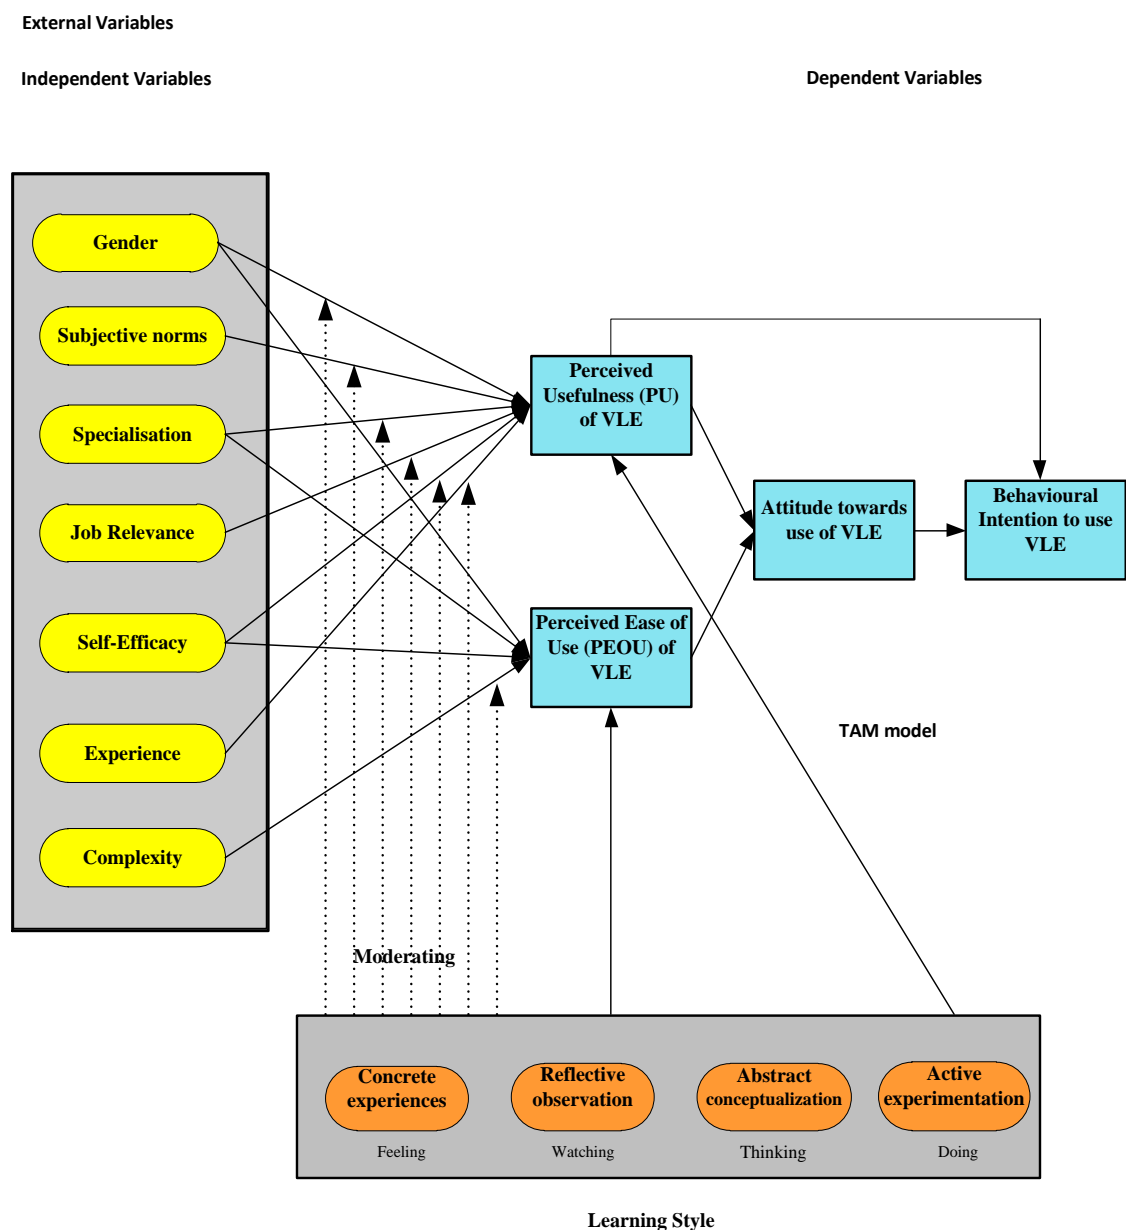 External Variables
Independent Variables
Dependent Variables
Gender
Subjective norms
Specialisation
Job Relevance
Self-Efficacy
Experience
Complexity
Perceived
Usefulness (PU)
of VLE
Perceived Ease of
Use (PEOU) of
VLE
Attitude towards
use of VLE
Behavioural
Intention to use
VLE
TAM model
Moderating
Concrete
experiences
Feeling
Reflective
observation
Watching
Abstract
conceptualization
Thinking
Active
experimentation
Doing
Learning Style